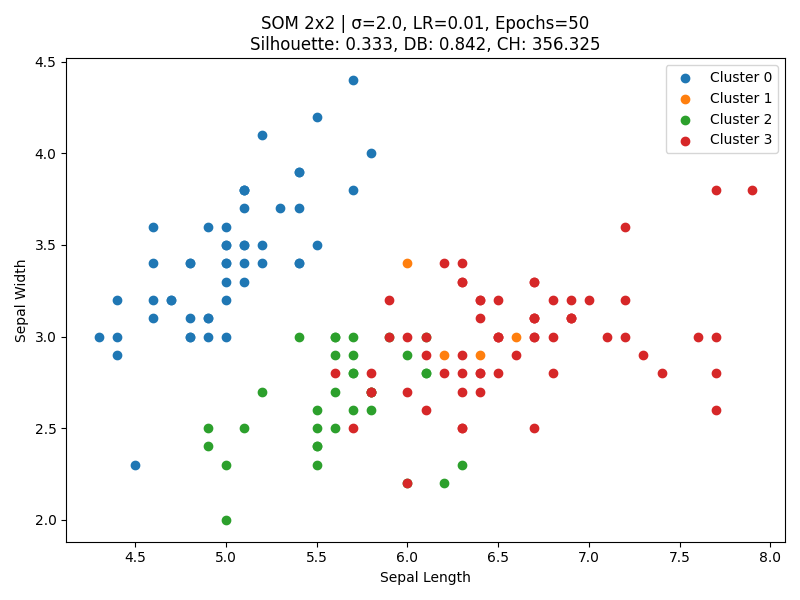 SOM 2x2 | σ=2.0, LR=0.01, Epochs=50
Silhouette: 0.333, DB: 0.842, CH: 356.325
4.5
4.0
3.5
3.0
2.5
2.0
Sepal Width
Cluster 0
Cluster 1
Cluster 2
Cluster 3
4.5 5.0 5.5 6.0 6.5 7.0 7.5 8.0
Sepal Length